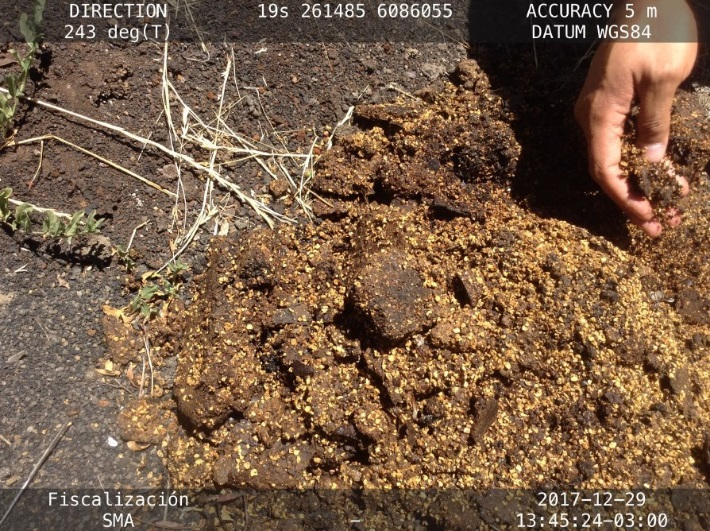 DIRECTION
243 deg(T)
19s 261485 6086055
ACCURACY 5 m
DATUM WGS84
Fiscalización
SMA
–
2017-12-29
13:45:24-03:00